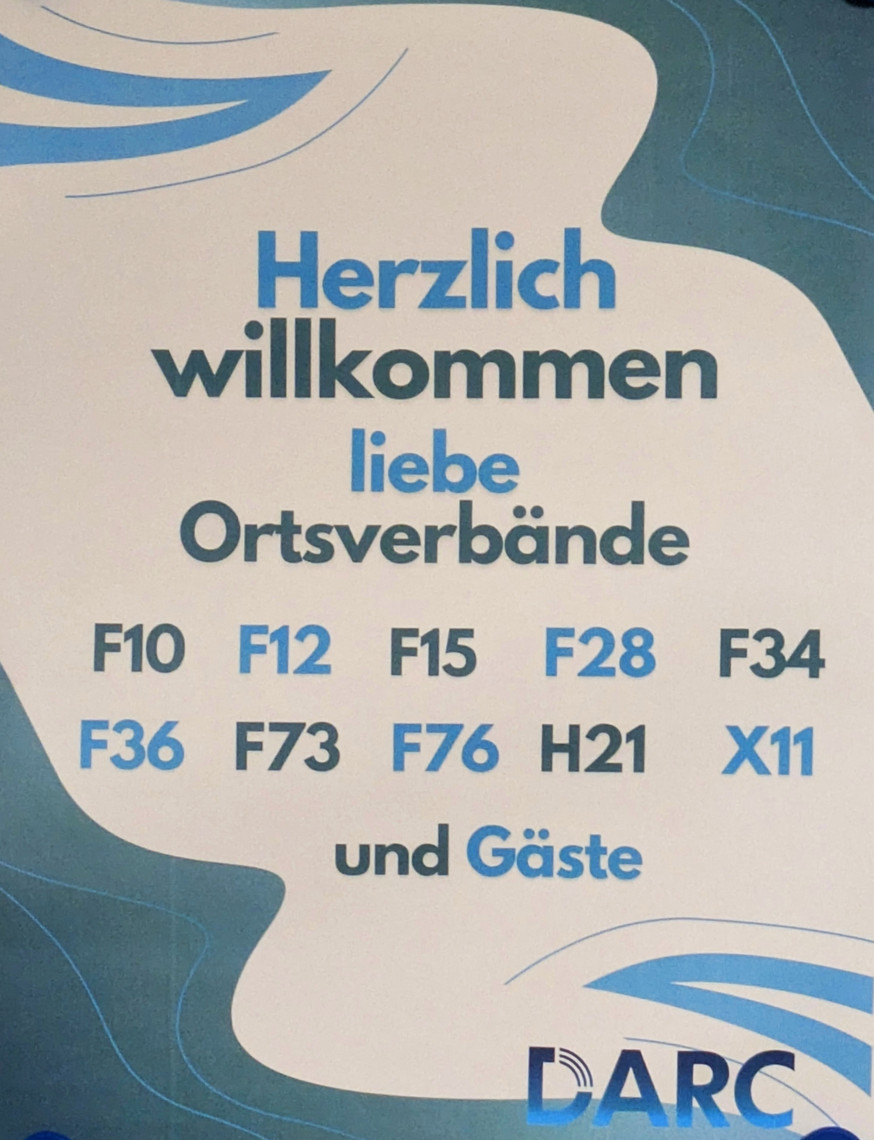 Herzlich
willkommen
liebe
Ortsverbände
F10 F12 F15 F28 F34
F36 F73 F76 H21 X11
und Gäste
DARC